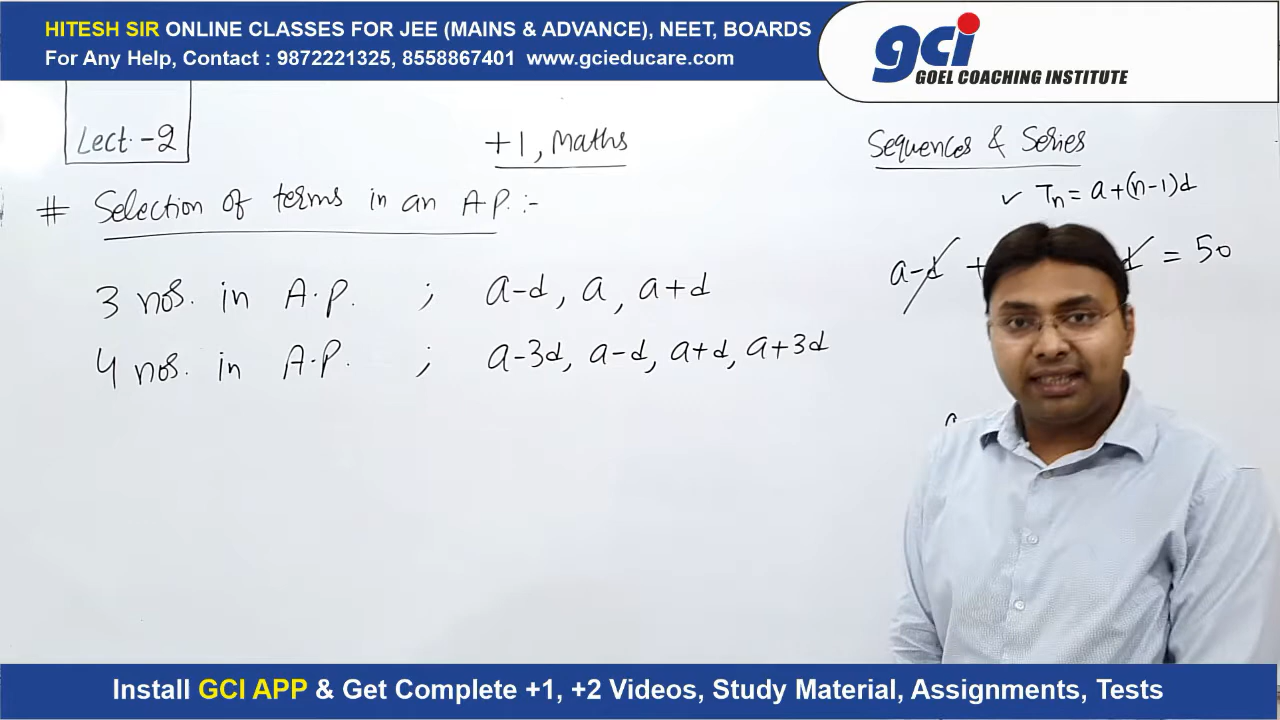 HITESH SIR ONLINE CLASSES FOR JEE (MAINS & ADVANCE), NEET, BOARDS
For Any Help, Contact : 9872221325, 8558867401 www.gcieducare.com
gci
GOEL COACHING INSTITUTE
Lect. -2
+1, Maths
Sequences & Series
# Selection of terms in an A.P. :-
✓ Tn = a+(n-1)d
a-d + d = 50
3 nos. in A.P. ; a-d, a, a+d
4 nos. in A.P. ; a-3d, a-d, a+d, a+3d
Install GCI APP & Get Complete +1, +2 Videos, Study Material, Assignments, Tests